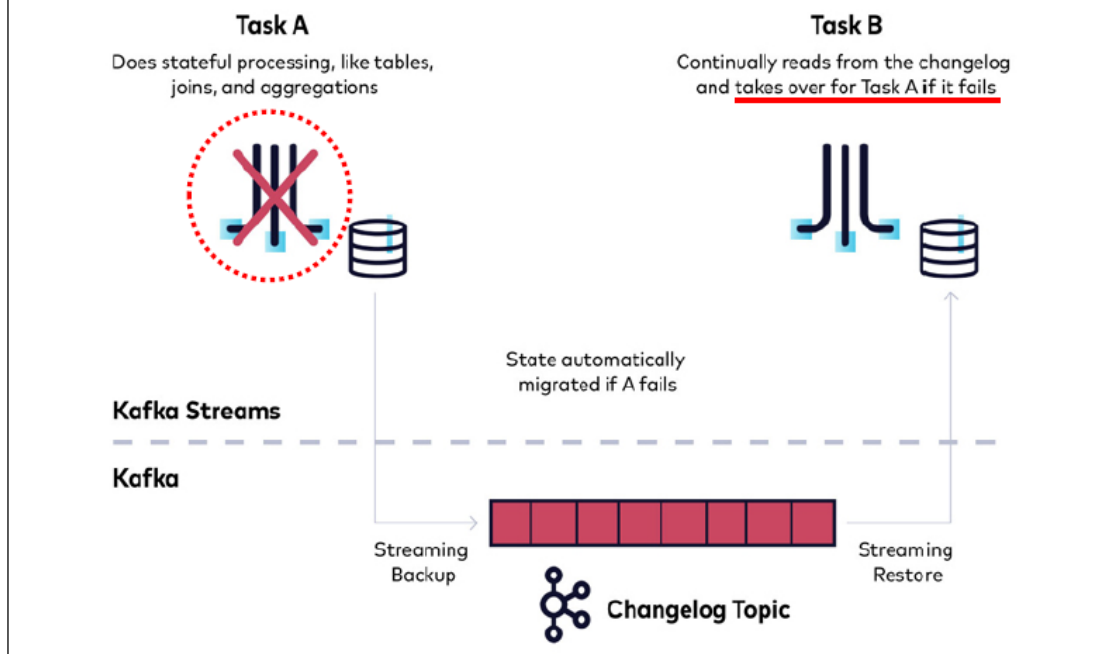 Task A
Does stateful processing, like tables,
joins, and aggregations
Task B
Continually reads from the changelog
and takes over for Task A if it fails
State automatically
migrated if A fails
Kafka Streams
Kafka
Streaming
Backup
Streaming
Restore
Changelog Topic